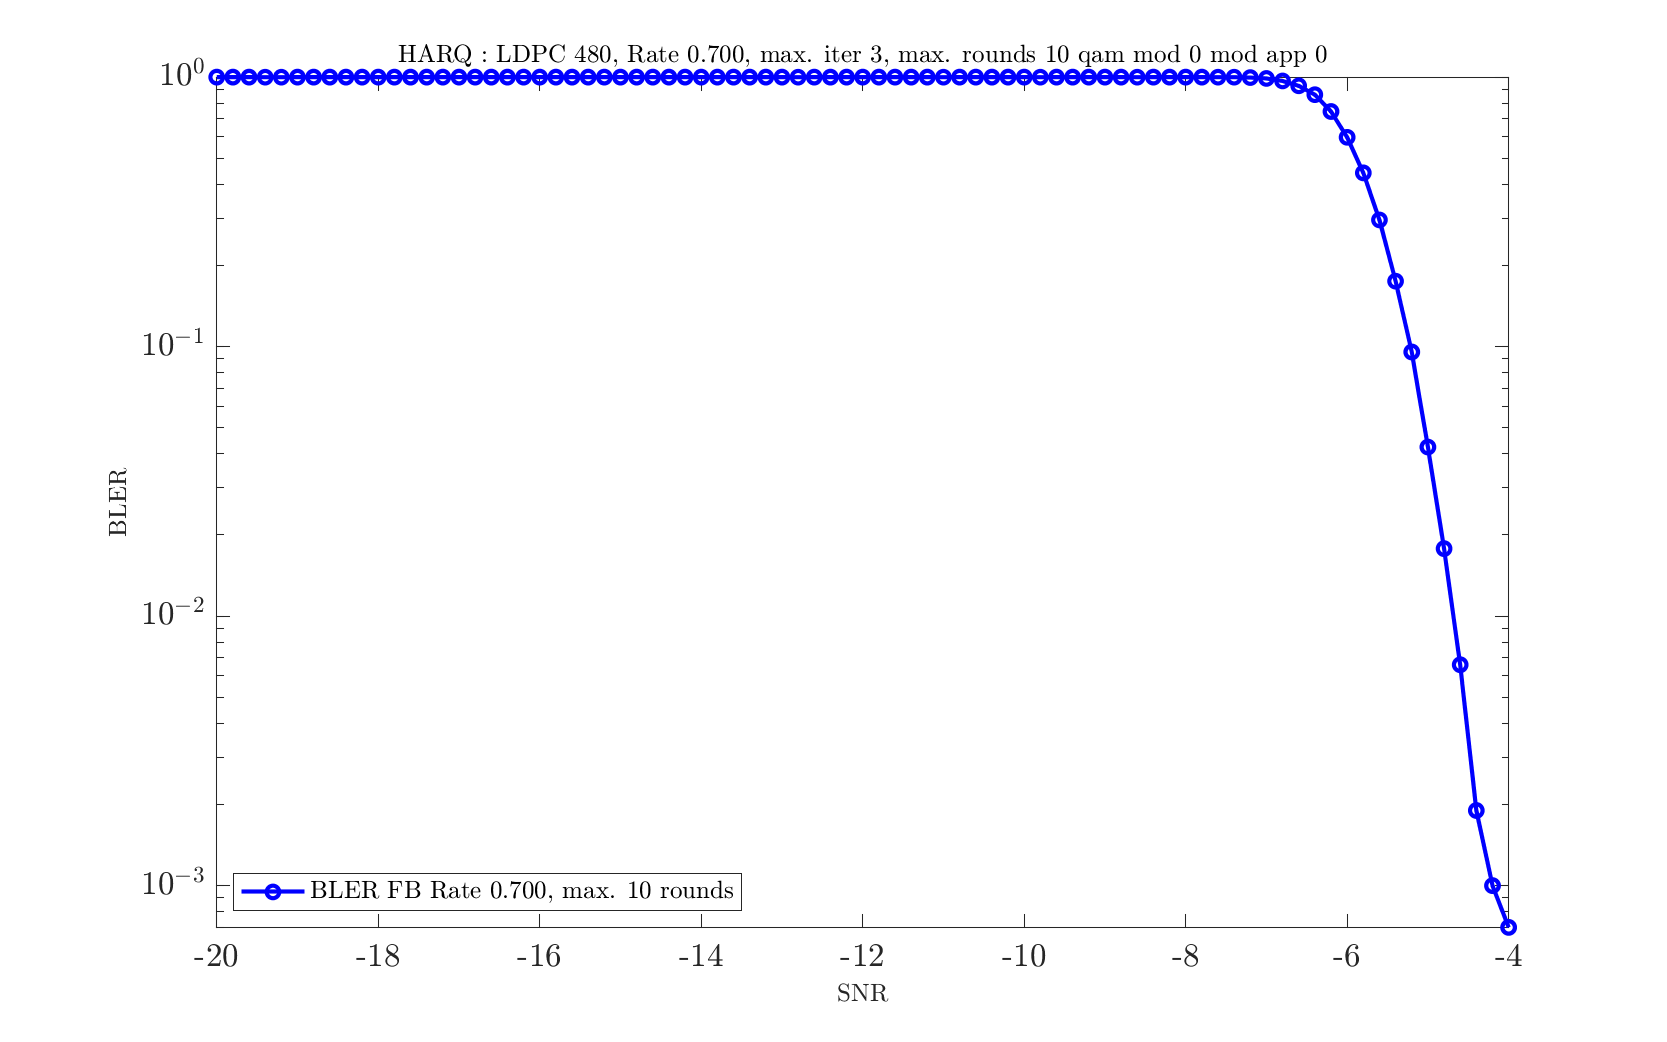 HARQ : LDPC 480, Rate 0.700, max. iter 3, max. rounds 10 qam mod 0 mod app 0
10^0
10^−1
10^−2
10^−3
BLER
BLER FB Rate 0.700, max. 10 rounds
-20 -18 -16 -14 -12 -10 -8 -6 -4
SNR